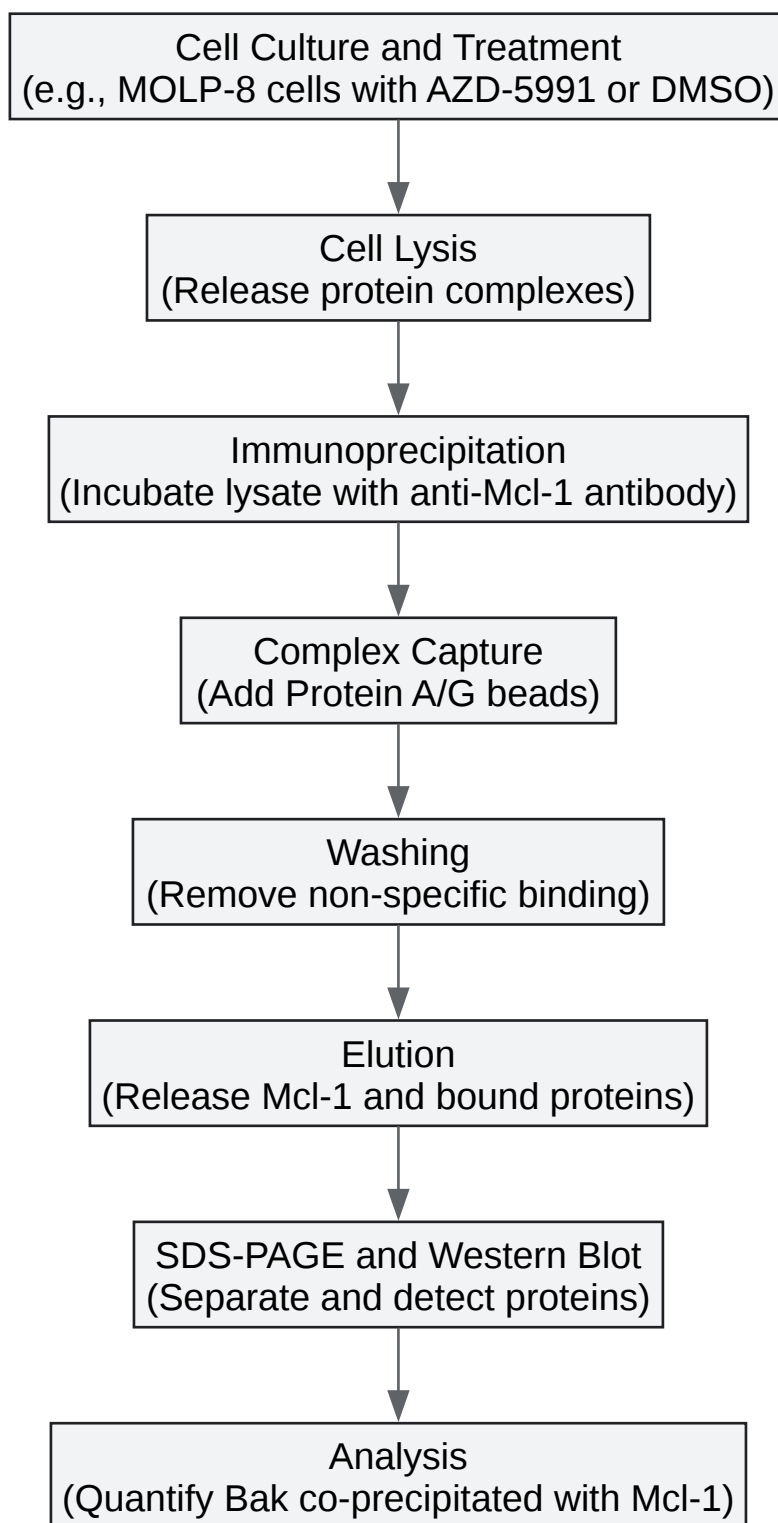 Cell Culture and Treatment
(e.g., MOLP-8 cells with AZD-5991 or DMSO)
Cell Lysis
(Release protein complexes)
Immunoprecipitation
(Incubate lysate with anti-Mcl-1 antibody)
Complex Capture
(Add Protein A/G beads)
Washing
(Remove non-specific binding)
Elution
(Release Mcl-1 and bound proteins)
SDS-PAGE and Western Blot
(Separate and detect proteins)
Analysis
(Quantify Bak co-precipitated with Mcl-1)